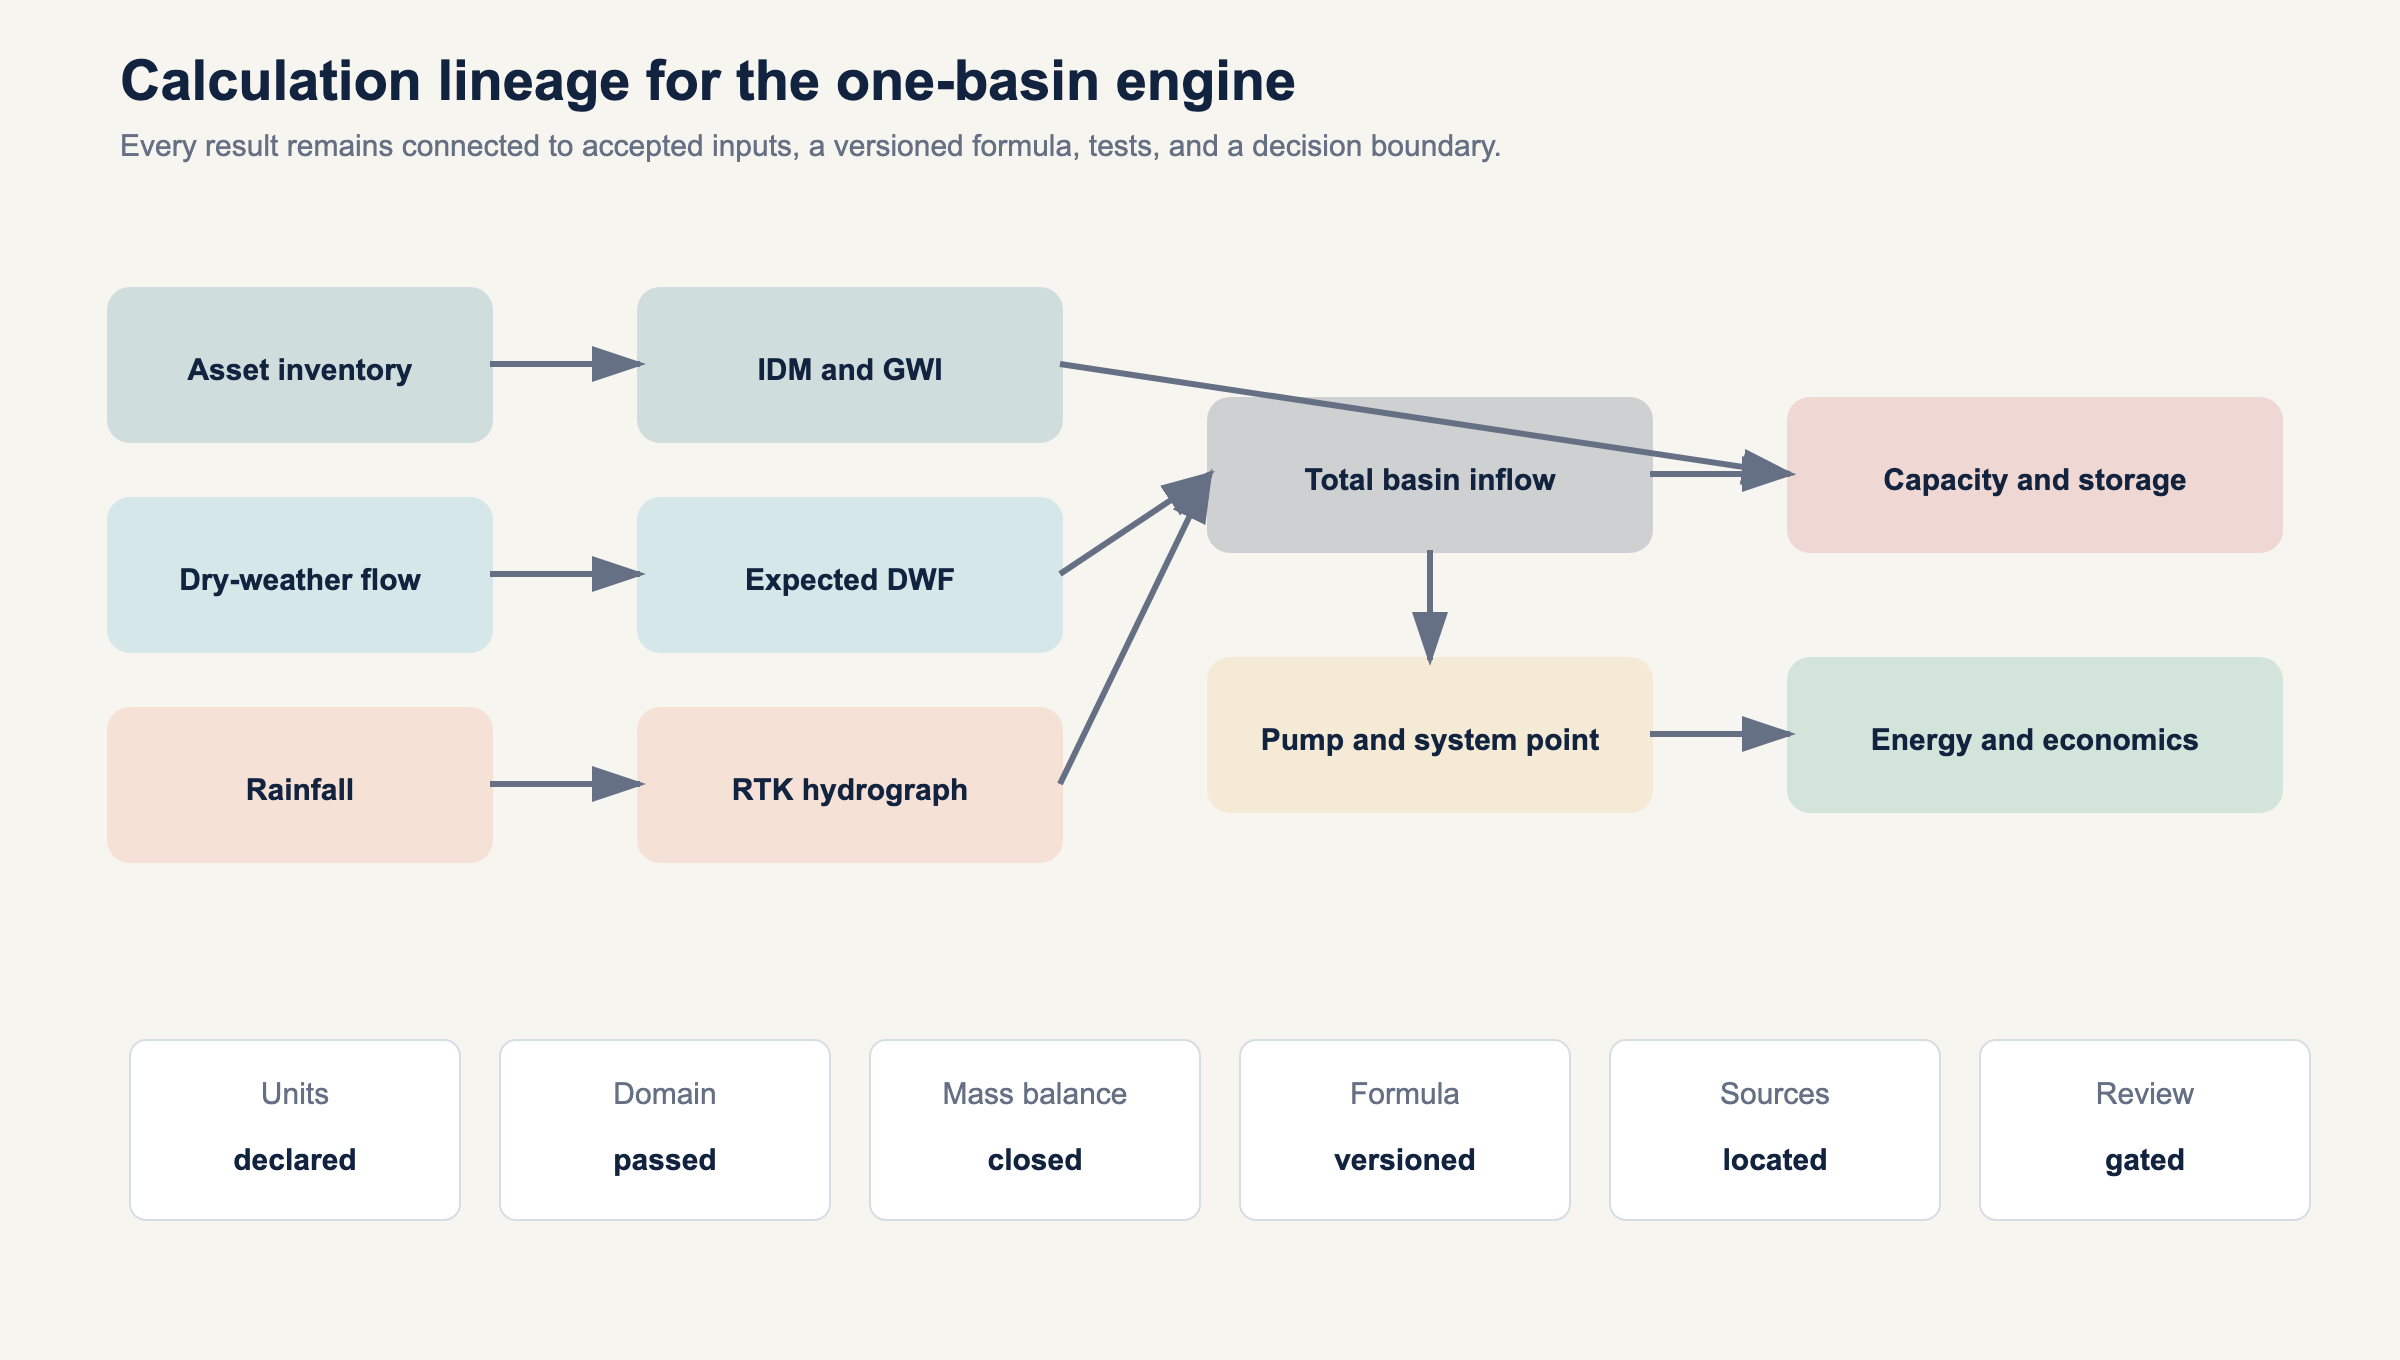 Calculation lineage for the one-basin engine
Every result remains connected to accepted inputs, a versioned formula, tests, and a decision boundary.
Asset inventory
IDM and GWI
Total basin inflow
Capacity and storage
Dry-weather flow
Expected DWF
Rainfall
RTK hydrograph
Pump and system point
Energy and economics
Units
declared
Domain
passed
Mass balance
closed
Formula
versioned
Sources
located
Review
gated